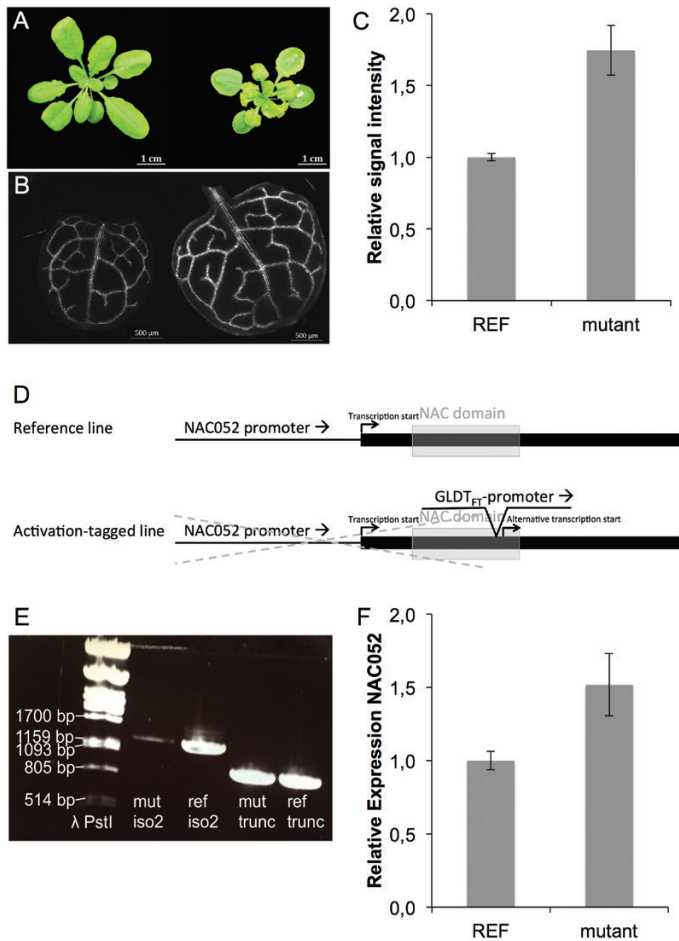 A
1 cm
1 cm
B
500 µm
500 µm
C
Relative signal intensity
2,0
1,5
1,0
0,5
0,0
REF
mutant
D
Reference line
NAC052 promoter →
Transcription start
NAC domain
Activation-tagged line
NAC052 promoter →
Transcription start
GLDT_FT-promoter →
NAC domain
Alternative transcription start
E
1700 bp
1159 bp
1093 bp
805 bp
514 bp
λ PstI
mut
iso2
ref
iso2
mut
trunc
ref
trunc
F
Relative Expression NAC052
2,0
1,5
1,0
0,5
0,0
REF
mutant